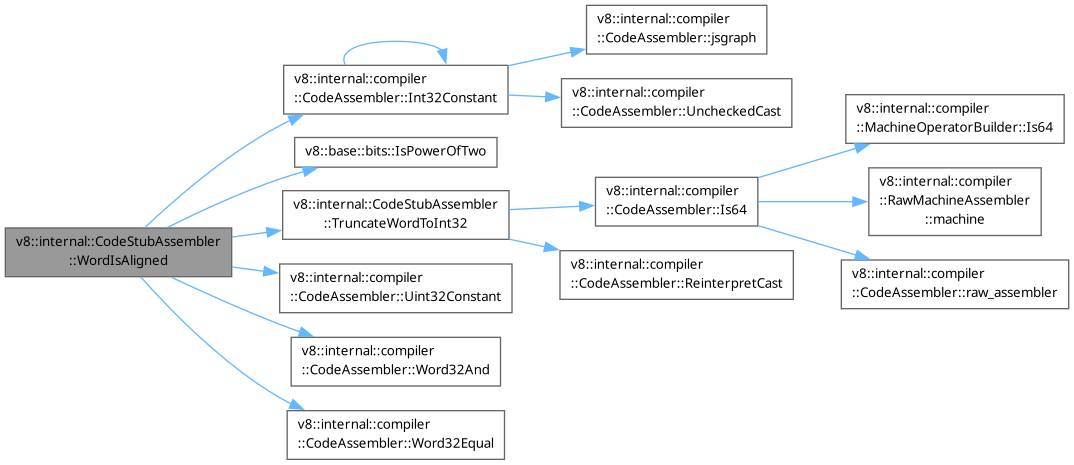 v8::internal::CodeStubAssembler
::WordIsAligned
v8::internal::compiler
::CodeAssembler::Int32Constant
v8::internal::compiler
::CodeAssembler::jsgraph
v8::internal::compiler
::CodeAssembler::UncheckedCast
v8::base::bits::IsPowerOfTwo
v8::internal::CodeStubAssembler
::TruncateWordToInt32
v8::internal::compiler
::CodeAssembler::Is64
v8::internal::compiler
::MachineOperatorBuilder::Is64
v8::internal::compiler
::RawMachineAssembler
::machine
v8::internal::compiler
::CodeAssembler::raw_assembler
v8::internal::compiler
::CodeAssembler::ReinterpretCast
v8::internal::compiler
::CodeAssembler::Uint32Constant
v8::internal::compiler
::CodeAssembler::Word32And
v8::internal::compiler
::CodeAssembler::Word32Equal